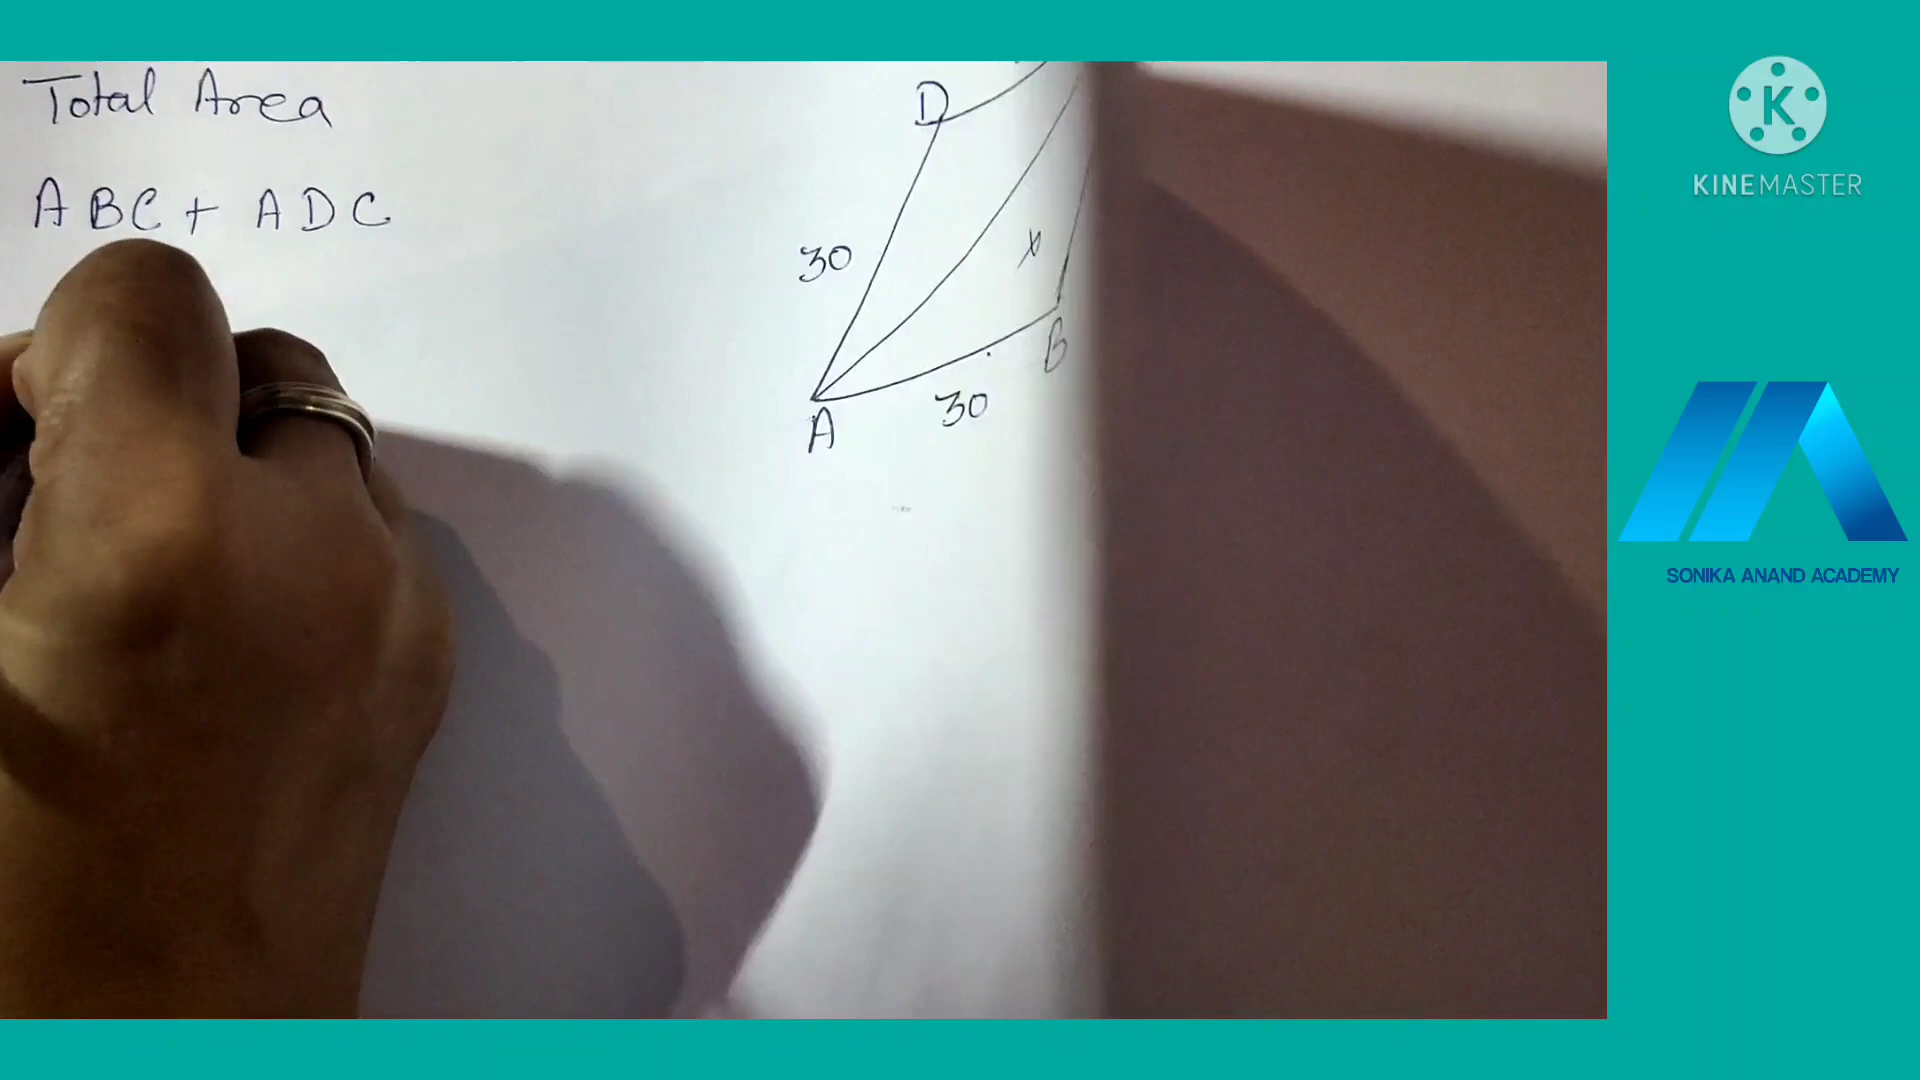 Total Area
ABC + ADC
D
30
B
30
A
K
KINEMASTER
SONIKA ANAND ACADEMY